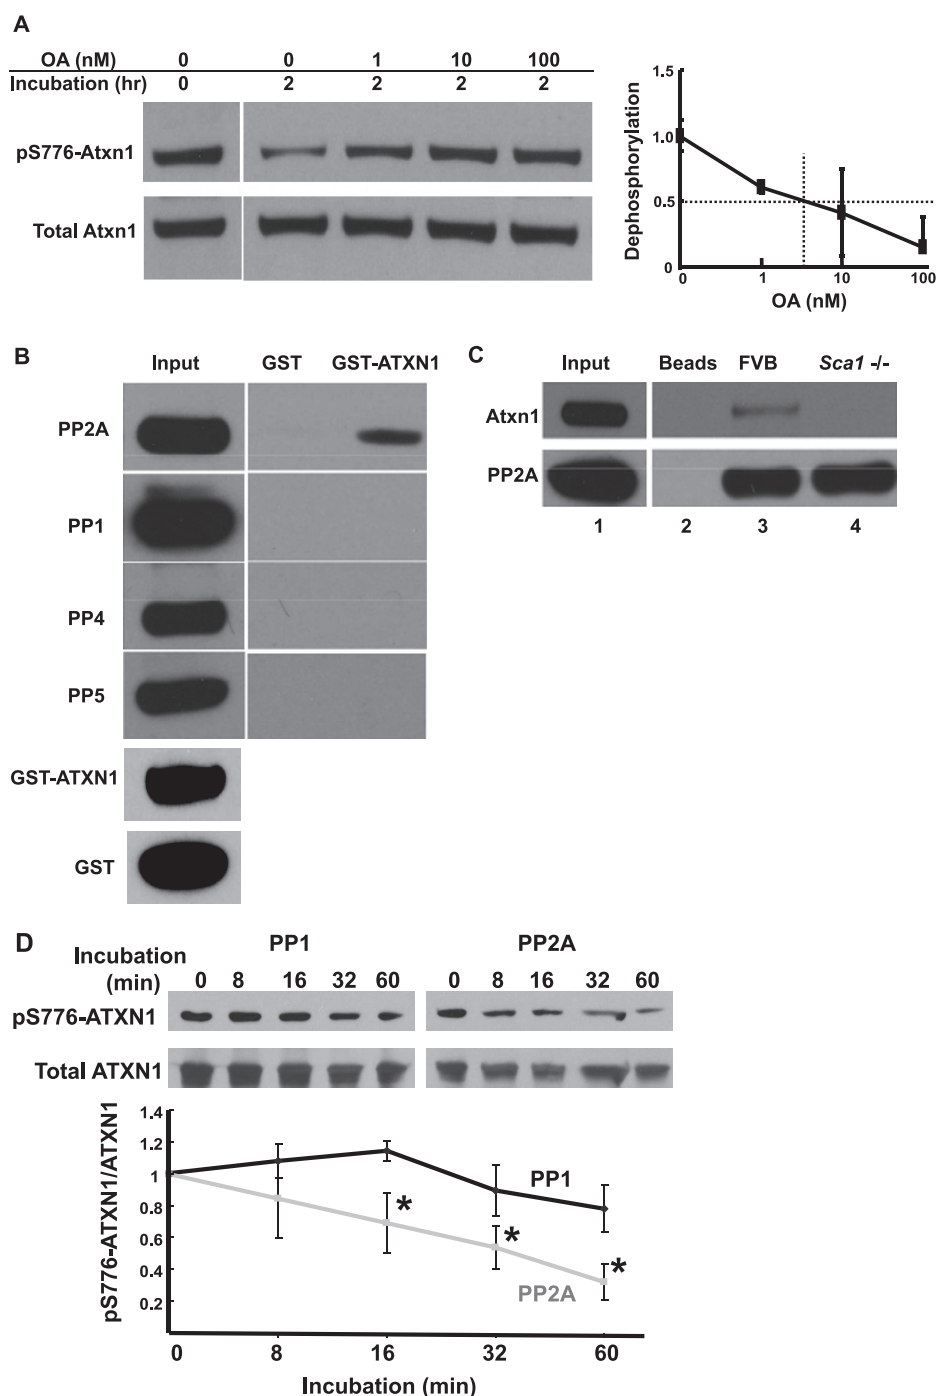 A
OA (nM) 0 0 1 10 100
Incubation (hr) 0 2 2 2 2
pS776-Atxn1
Total Atxn1
Dephosphorylation
1.5
1.0
0.5
0
0 1 10 100
OA (nM)
B
Input GST GST-ATXN1
PP2A
PP1
PP4
PP5
GST-ATXN1
GST
C
Input Beads FVB Sca1 -/-
Atxn1
PP2A
1 2 3 4
D
PP1 PP2A
Incubation
(min) 0 8 16 32 60 0 8 16 32 60
pS776-ATXN1
Total ATXN1
pS776-ATXN1/ATXN1
1.4
1.2
1
0.8
0.6
0.4
0.2
PP1
*
*
*
PP2A
0 8 16 32 60
Incubation (min)